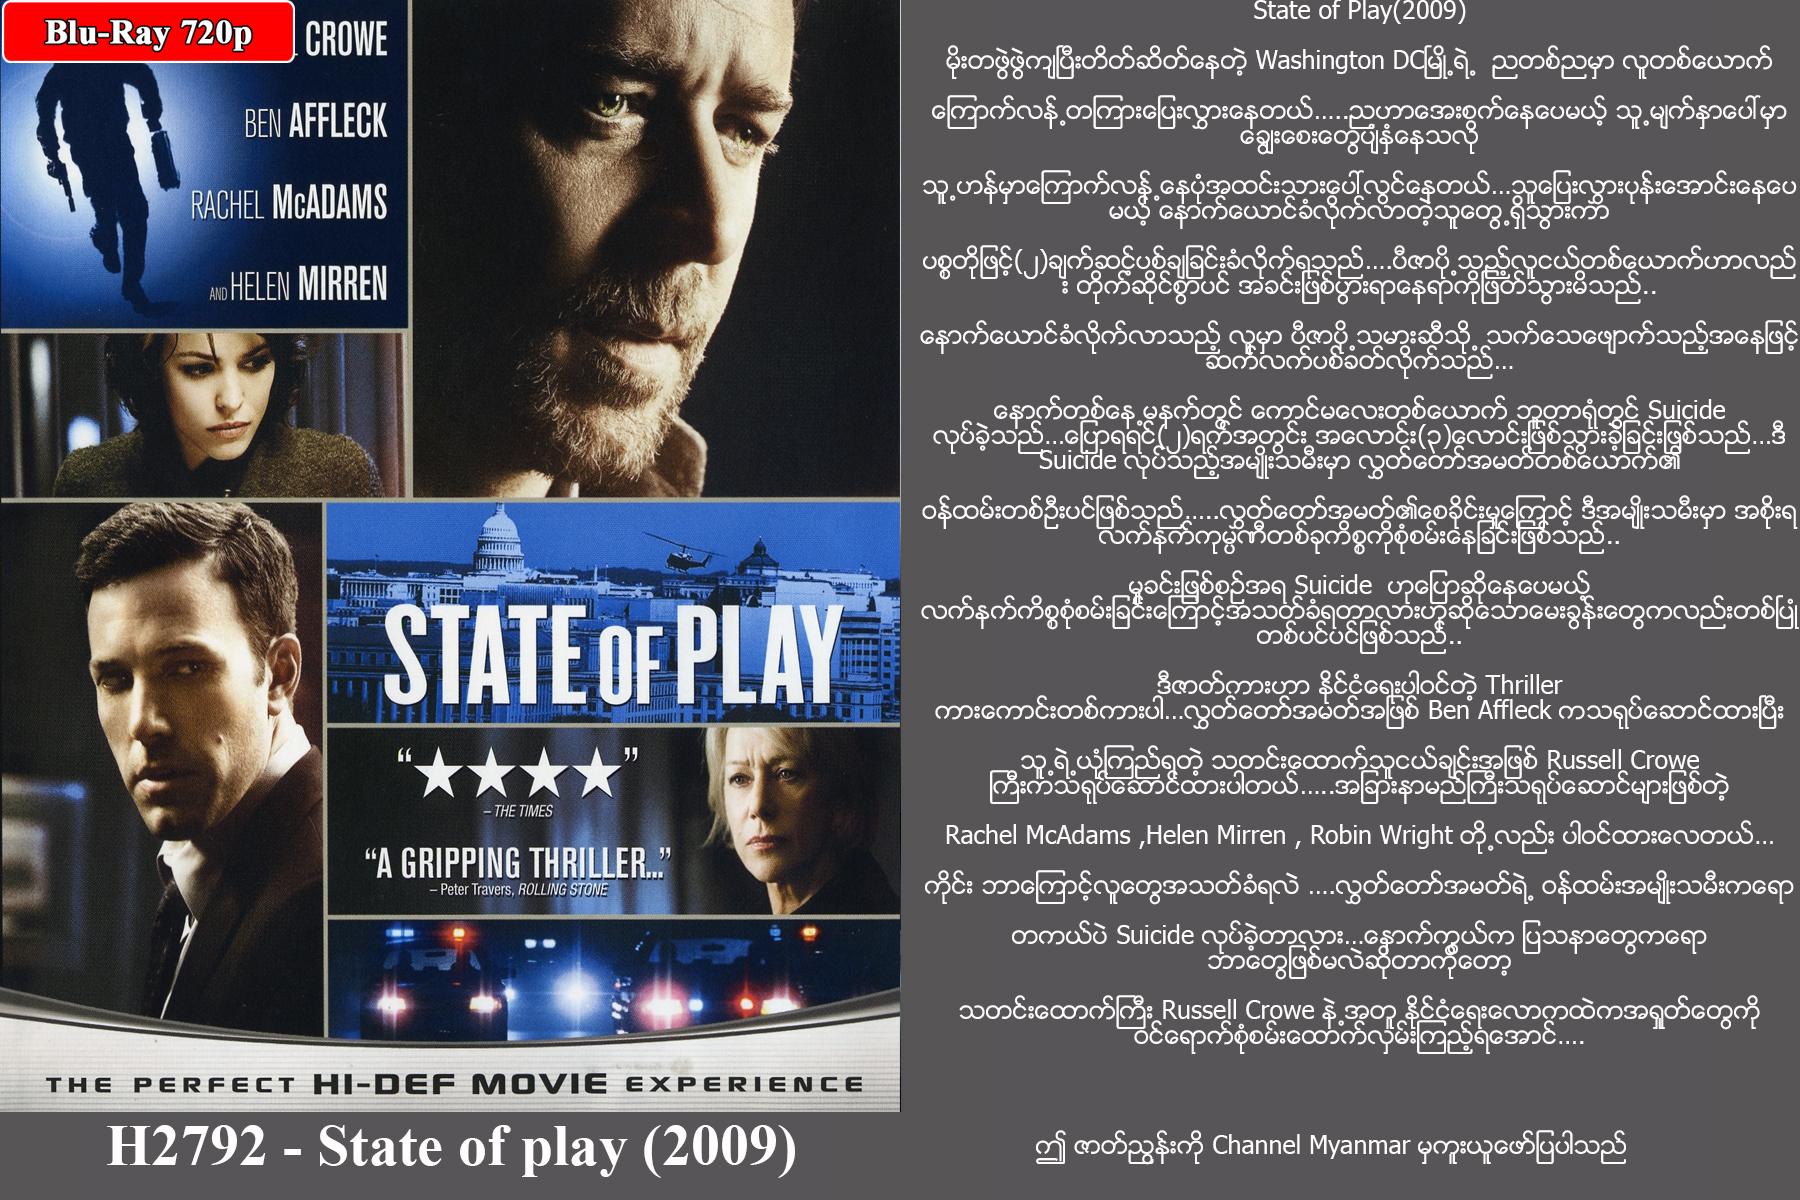 Blu-Ray 720p
CROWE
BEN AFFLECK
RACHEL McADAMS
AND HELEN MIRREN
STATE OF PLAY
“★★★★”
– THE TIMES
“A GRIPPING THRILLER...”
– Peter Travers, ROLLING STONE
THE PERFECT HI-DEF MOVIE EXPERIENCE
H2792 - State of play (2009)
State of Play(2009)
မိုးတဖွဲဖွဲကျပြီးတိတ်ဆိတ်နေတဲ့ Washington DCမြို့ရဲ့ ညတစ်ညမှာ လူတစ်ယောက်
ကြောက်လန့်တကြားပြေးလွှားနေတယ်.....ညဟာအေးစက်နေပေမယ့် သူ့မျက်နှာပေါ်မှာ
ချွေးစေးတွေပျံနှံနေသလို
သူ့ဟန်မှာကြောက်လန့်နေပုံအထင်းသားပေါ်လွင်နေတယ်...သူပြေးလွှားပုန်းအောင်းနေပေ
မယ့် နောက်ယောင်ခံလိုက်လာတဲ့သူတွေ့ရှိသွားကာ
ပစ္စတိုဖြင့်(၂)ချက်ဆင့်ပစ်ချခြင်းခံလိုက်ရသည်....ပီဇာပို့သည့်လူငယ်တစ်ယောက်ဟာလည်
း တိုက်ဆိုင်စွာပင် အခင်းဖြစ်ပွားရာနေရာကိုဖြတ်သွားမိသည်..
နောက်ယောင်ခံလိုက်လာသည့် လူမှာ ပီဇာပို့သမားဆီသို့ သက်သေဖျောက်သည့်အနေဖြင့်
ဆက်လက်ပစ်ခတ်လိုက်သည်...
နောက်တစ်နေ့မနက်တွင် ကောင်မလေးတစ်ယောက် ဘူတာရုံတွင် Suicide
လုပ်ခဲ့သည်...ပြောရရင်(၂)ရက်အတွင်း အလောင်း(၃)လောင်းဖြစ်သွားခဲ့ခြင်းဖြစ်သည်...ဒီ
Suicide လုပ်သည့်အမျိုးသမီးမှာ လွှတ်တော်အမတ်တစ်ယောက်၏
ဝန်ထမ်းတစ်ဦးပင်ဖြစ်သည်.....လွှတ်တော်အမတ်၏စေခိုင်းမှုကြောင့် ဒီအမျိုးသမီးမှာ အစိုးရ
လက်နက်ကုမ္ပဏီတစ်ခုကိစ္စကိုစုံစမ်းနေခြင်းဖြစ်သည်..
မှုခင်းဖြစ်စဉ်အရ Suicide ဟုပြောဆိုနေပေမယ့်
လက်နက်ကိစ္စစုံစမ်းခြင်းကြောင့်အသတ်ခံရတာလားဟူဆိုသောမေးခွန်းတွေကလည်းတစ်ပြုံ
တစ်ပင်ပင်ဖြစ်သည်..
ဒီဇာတ်ကားဟာ နိုင်ငံရေးပါဝင်တဲ့ Thriller
ကားကောင်းတစ်ကားပါ...လွှတ်တော်အမတ်အဖြစ် Ben Affleck ကသရုပ်ဆောင်ထားပြီး
သူ့ရဲ့ယုံကြည်ရတဲ့ သတင်းထောက်သူငယ်ချင်းအဖြစ် Russell Crowe
ကြီးကသရုပ်ဆောင်ထားပါတယ်.....အခြားနာမည်ကြီးသရုပ်ဆောင်များဖြစ်တဲ့
Rachel McAdams ,Helen Mirren , Robin Wright တို့လည်း ပါဝင်ထားလေတယ်...
ကိုင်း ဘာကြောင့်လူတွေအသတ်ခံရလဲ ....လွှတ်တော်အမတ်ရဲ့ ဝန်ထမ်းအမျိုးသမီးကရော
တကယ်ပဲ Suicide လုပ်ခဲ့တာလား...နောက်ကွယ်က ပြသနာတွေကရော
ဘာတွေဖြစ်မလဲဆိုတာကိုတော့
သတင်းထောက်ကြီး Russell Crowe နဲ့အတူ နိုင်ငံရေးလောကထဲကအရှုတ်တွေကို
ဝင်ရောက်စုံစမ်းထောက်လှမ်းကြည့်ရအောင်....
ဤ ဇာတ်ညွှန်းကို Channel Myanmar မှကူးယူဖော်ပြပါသည်